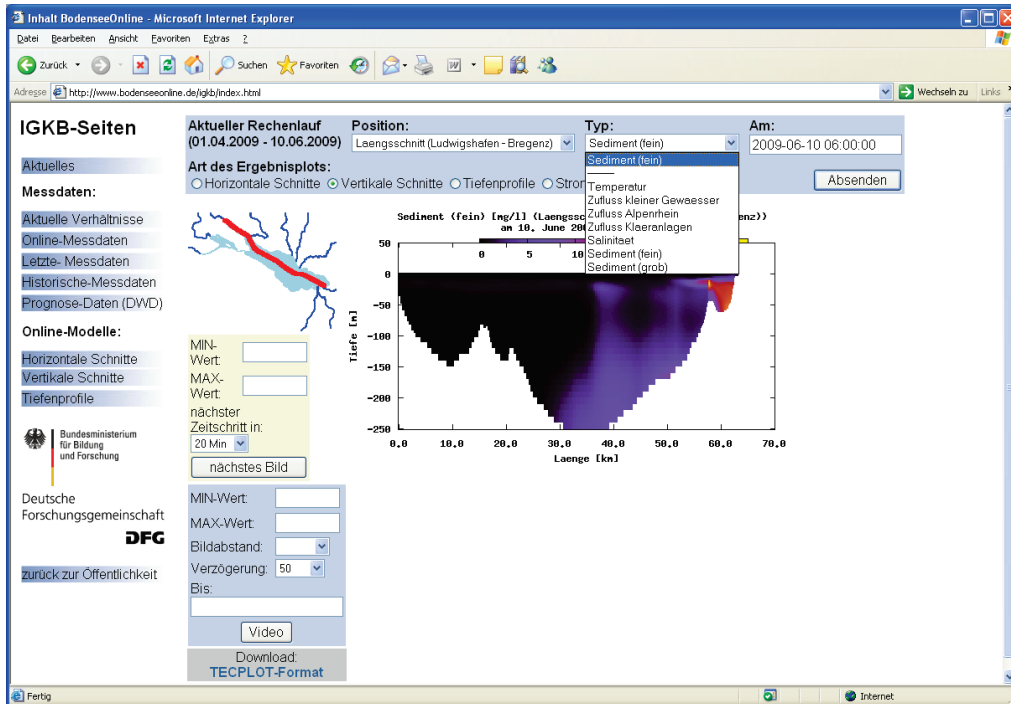 Inhalt BodenseeOnline - Microsoft Internet Explorer
Datei Bearbeiten Ansicht Favoriten Extras ?
Zurück Suchen Favoriten
Adresse http://www.bodenseeonline.de/igkb/index.html Wechseln zu Links
IGKB-Seiten
Aktuelles
Messdaten:
Aktuelle Verhältnisse
Online-Messdaten
Letzte- Messdaten
Historische-Messdaten
Prognose-Daten (DWD)
Online-Modelle:
Horizontale Schnitte
Vertikale Schnitte
Tiefenprofile
Bundesministerium
für Bildung
und Forschung
Deutsche
Forschungsgemeinschaft
DFG
zurück zur Öffentlichkeit
Aktueller Rechenlauf
(01.04.2009 - 10.06.2009)
Position:
Laengsschnitt (Ludwigshafen - Bregenz)
Typ:
Sediment (fein)
Am:
2009-06-10 06:00:00
Art des Ergebnisplots:
Horizontale Schnitte Vertikale Schnitte Tiefenprofile Stron
Absenden
Sediment (fein)
Temperatur
Zufluss kleiner Gewaesser
Zufluss Alpenrhein
Zufluss Klaeranlagen
Salinitaet
Sediment (fein)
Sediment (grob)
Sediment (fein) [mg/l] (Laengssc enz))
am 10. June 200
0 5 10
50
0
-50
-100
-150
-200
-250
Tiefe [m]
0.0 10.0 20.0 30.0 40.0 50.0 60.0 70.0
Laenge [km]
MIN-
Wert:
MAX-
Wert:
nächster
Zeitschritt in:
20 Min
nächstes Bild
MIN-Wert:
MAX-Wert:
Bildabstand:
Verzögerung: 50
Bis:
Video
Download:
TECPLOT-Format
Fertig Internet